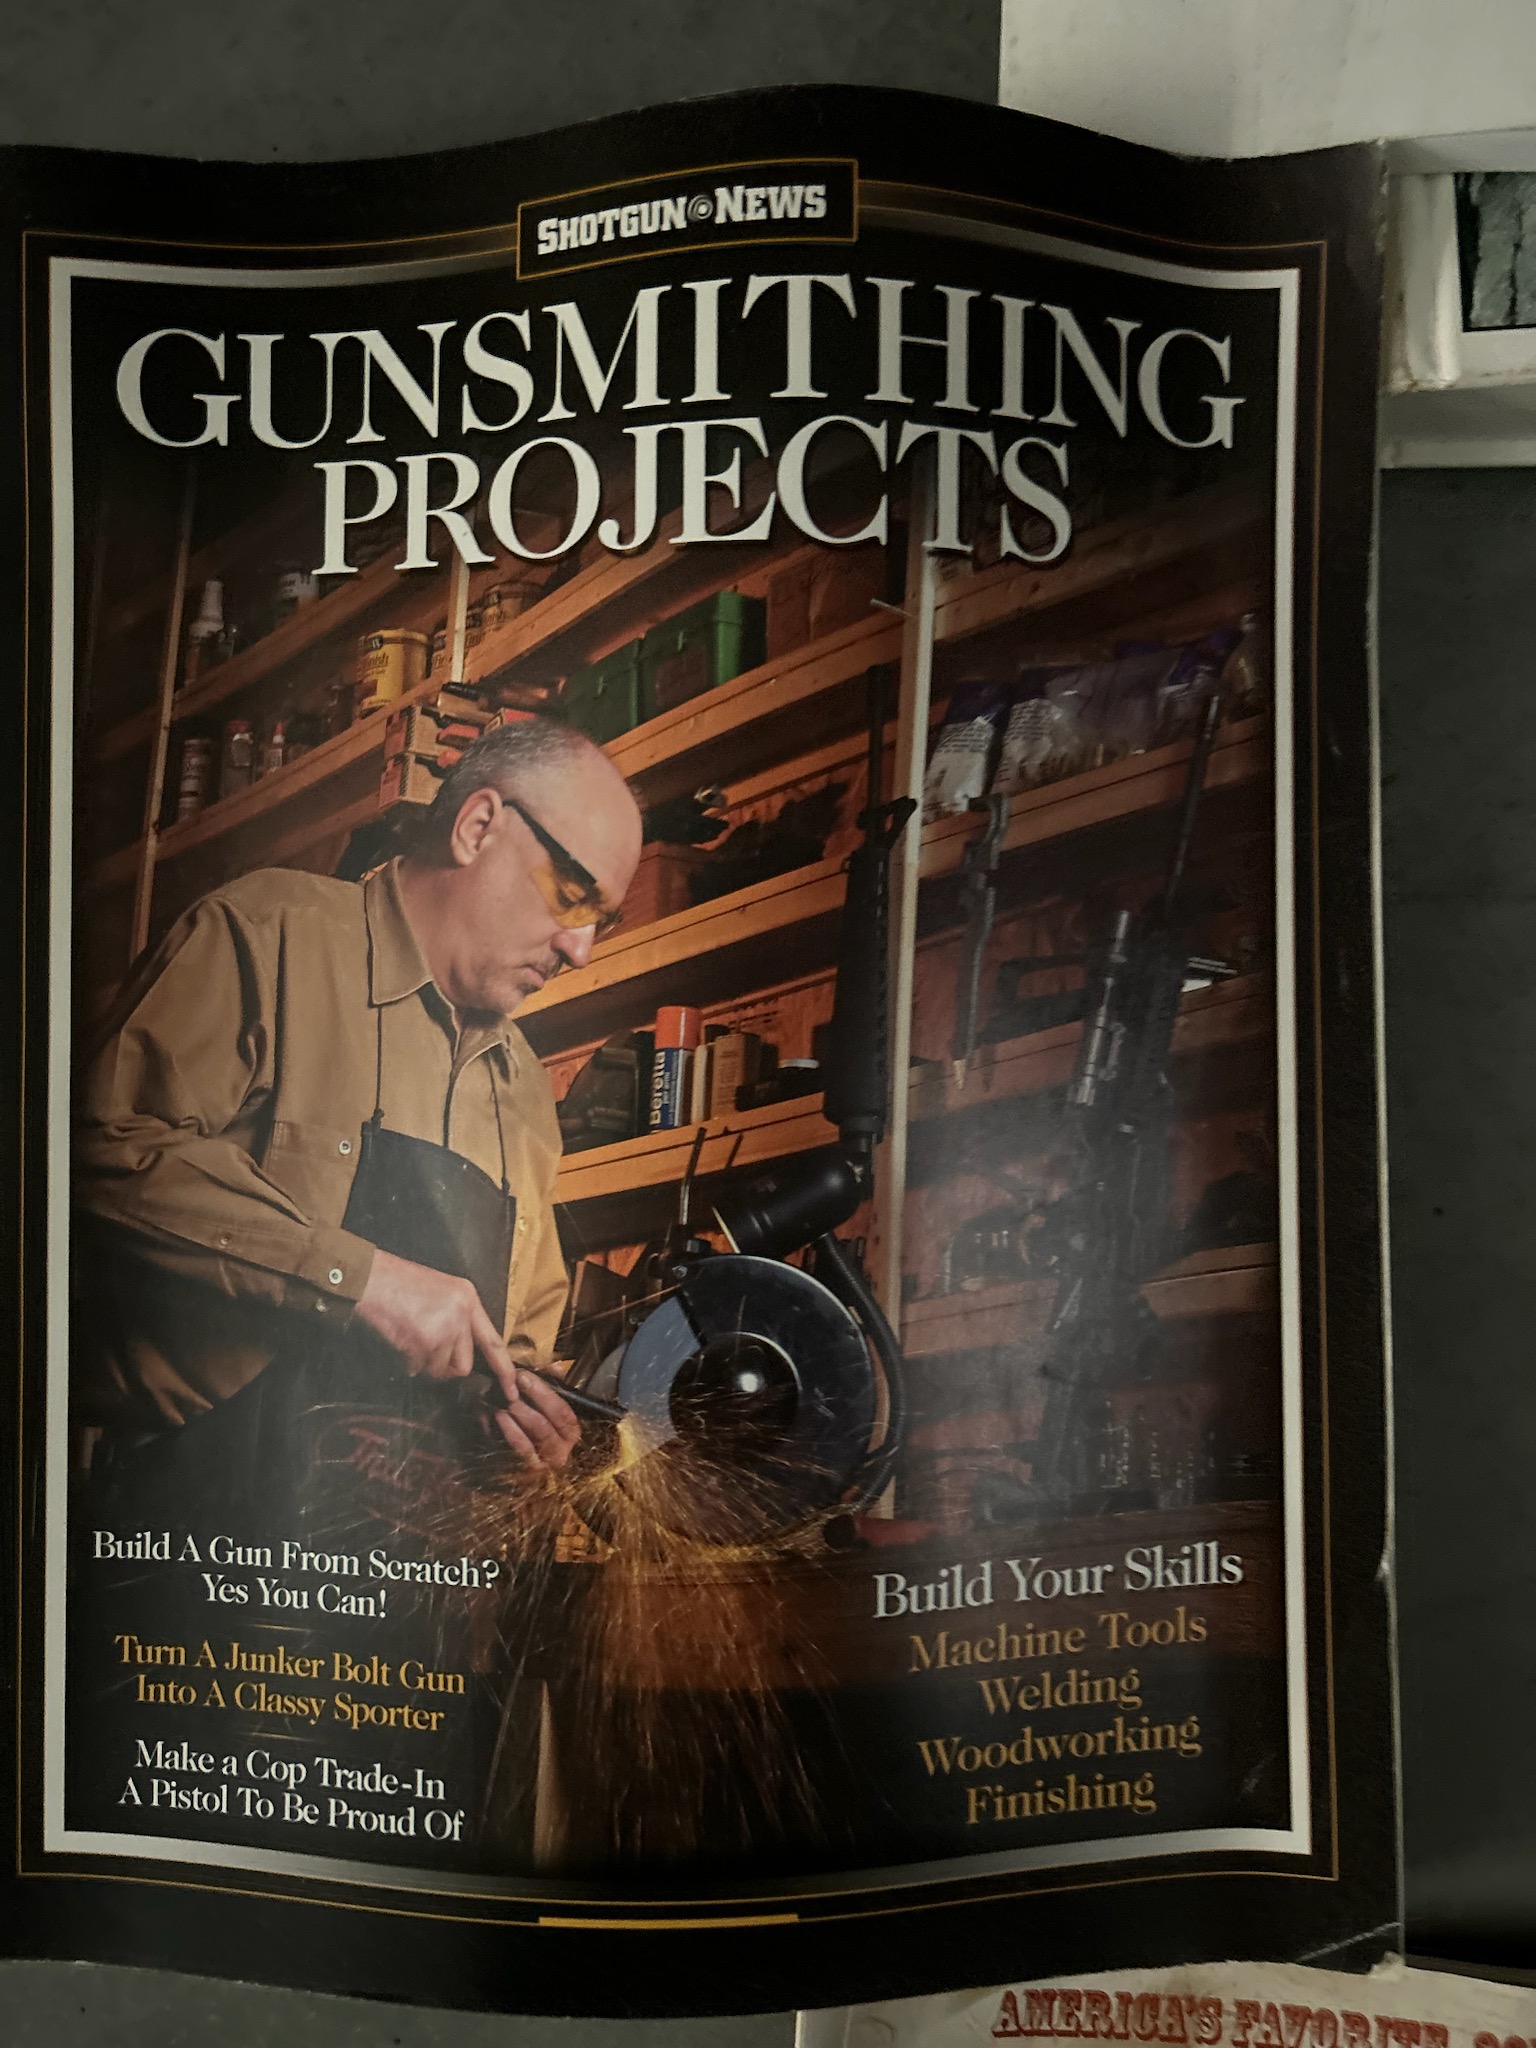 SHOTGUN NEWS
GUNSMITHING
PROJECTS
Beretta
Build A Gun From Scratch?
Yes You Can!
Turn A Junker Bolt Gun
Into A Classy Sporter
Make a Cop Trade-In
A Pistol To Be Proud Of
Build Your Skills
Machine Tools
Welding
Woodworking
Finishing
AMERICA'S FAVORITE